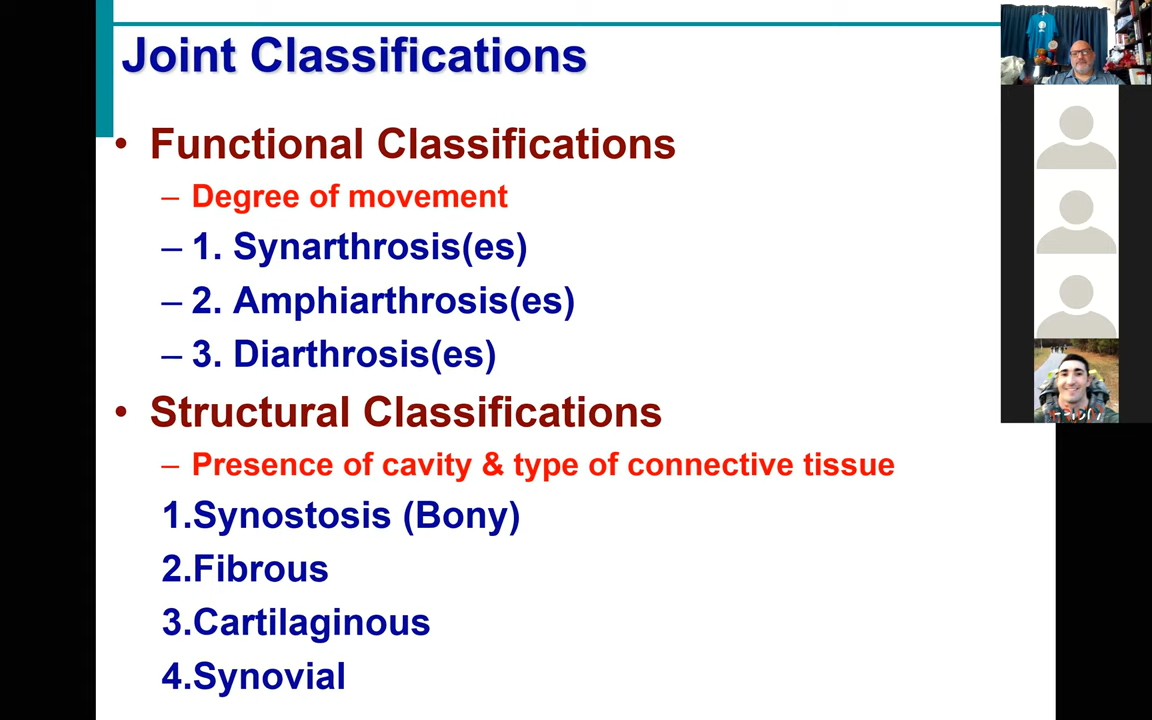 Joint Classifications
• Functional Classifications
– Degree of movement
– 1. Synarthrosis(es)
– 2. Amphiarthrosis(es)
– 3. Diarthrosis(es)
• Structural Classifications
– Presence of cavity & type of connective tissue
1.Synostosis (Bony)
2.Fibrous
3.Cartilaginous
4.Synovial